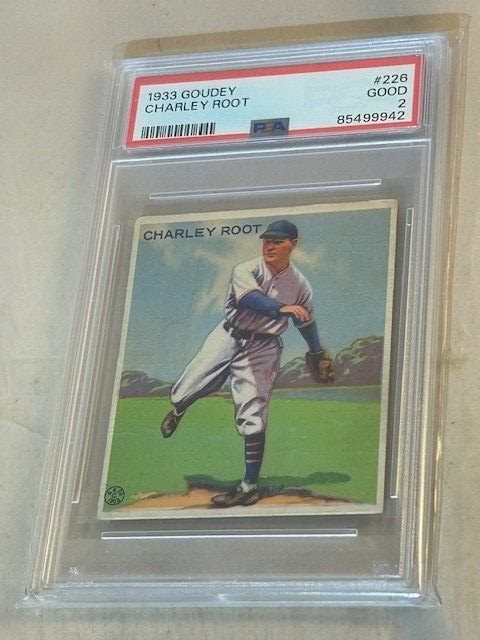 1933 GOUDEY
CHARLEY ROOT
#226
GOOD
2
85499942
PSA
CHARLEY ROOT